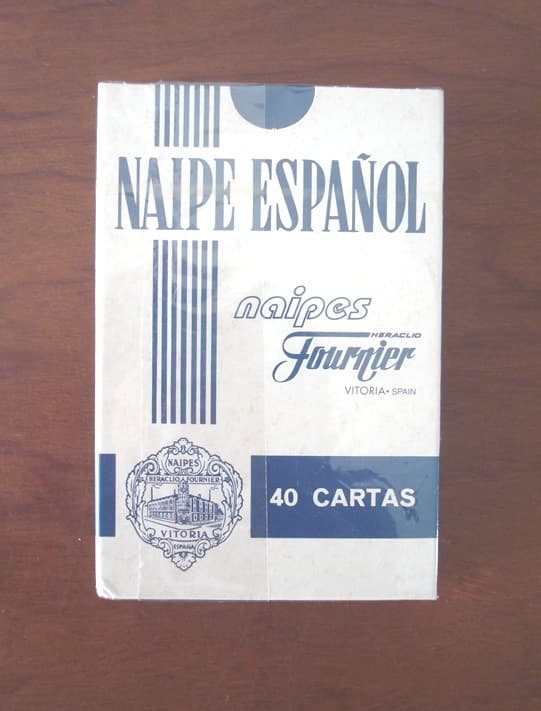 NAIPE ESPAÑOL
naipes
HERACLIO
Fournier
VITORIA • SPAIN
NAIPES
HERACLIO FOURNIER
VITORIA
ESPAÑA
40 CARTAS